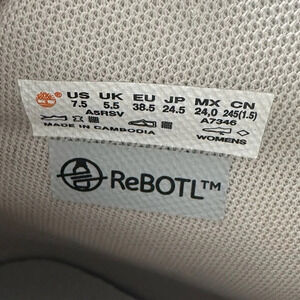 US UK EU JP MX CN
7.5 5.5 38.5 24.5 24,0 245(1.5)
A5RSV A7346
MADE IN CAMBODIA WOMENS
ReBOTL™